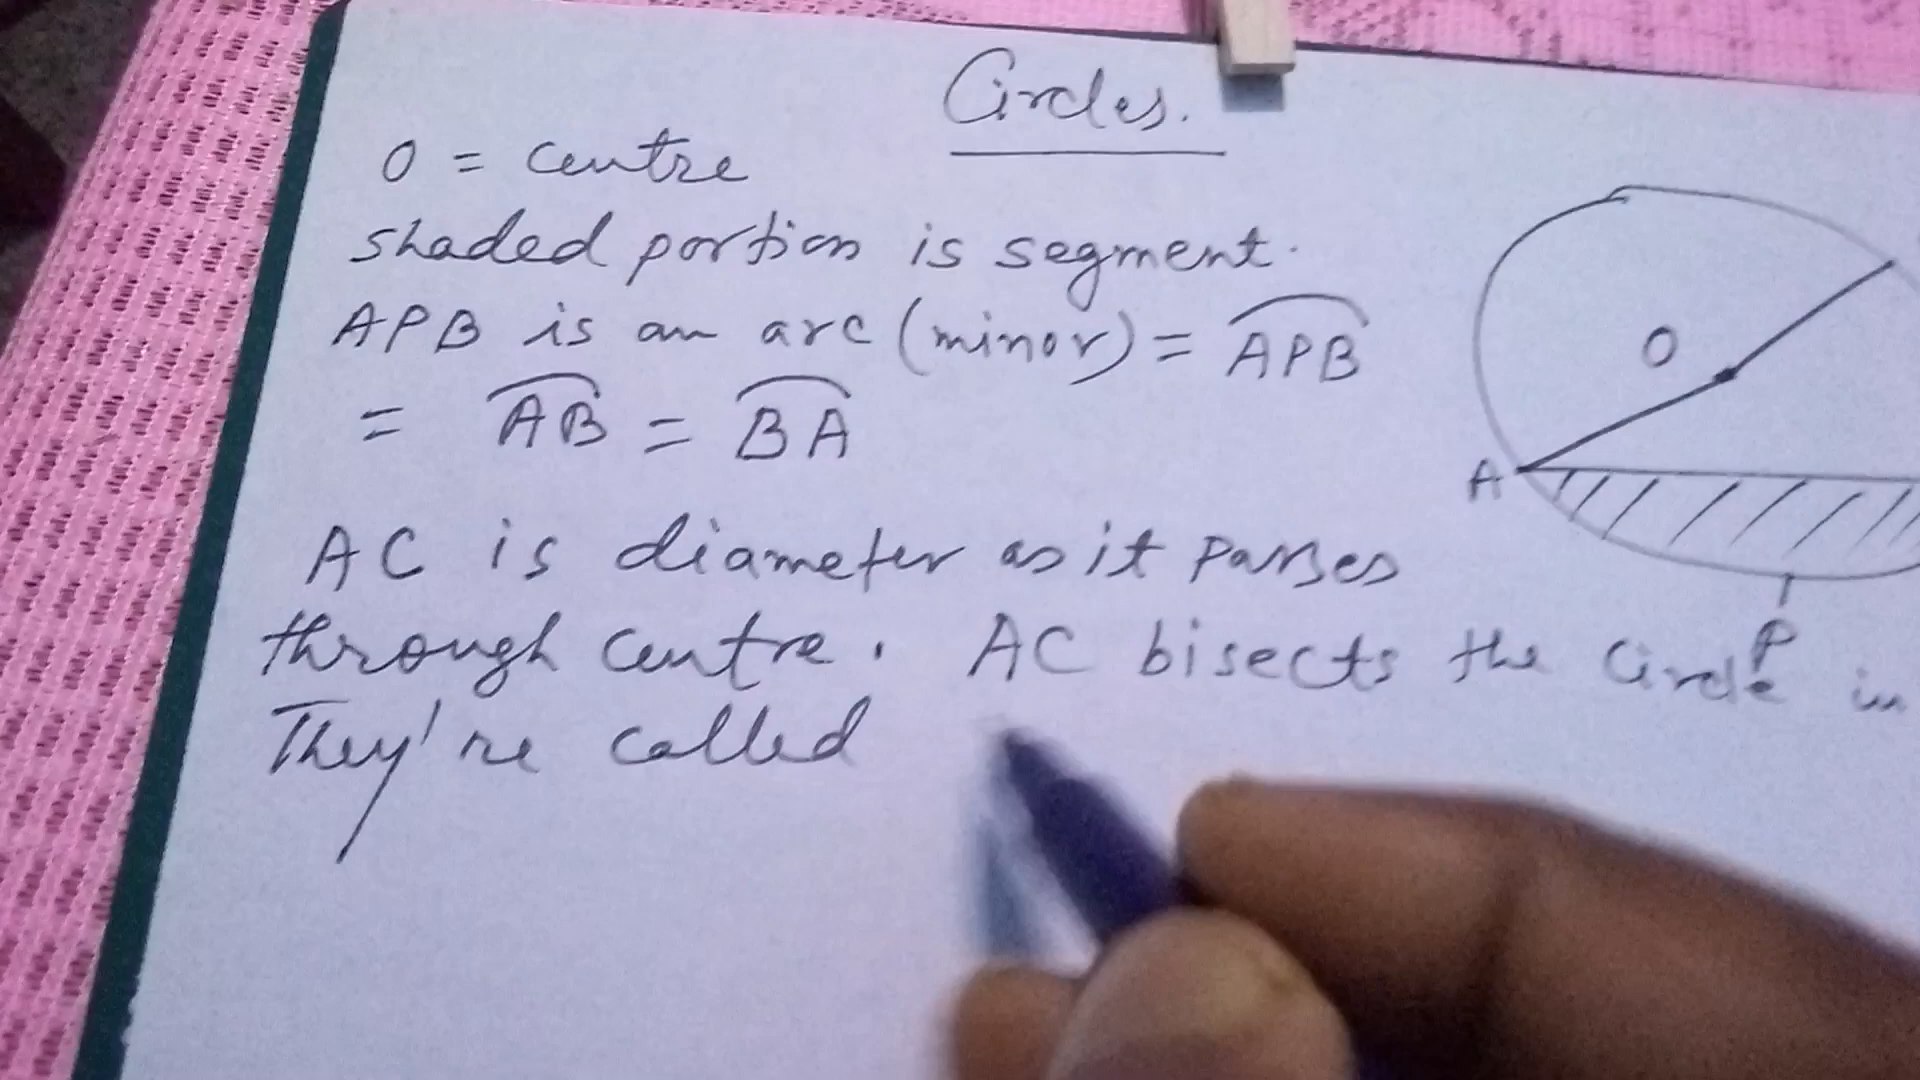 Circles.
O = Centre
shaded portion is segment.
APB is an arc (minor) = APB
= AB = BA
AC is diameter as it passes
through centre. AC bisects the Circle in
They're called
O
A
P